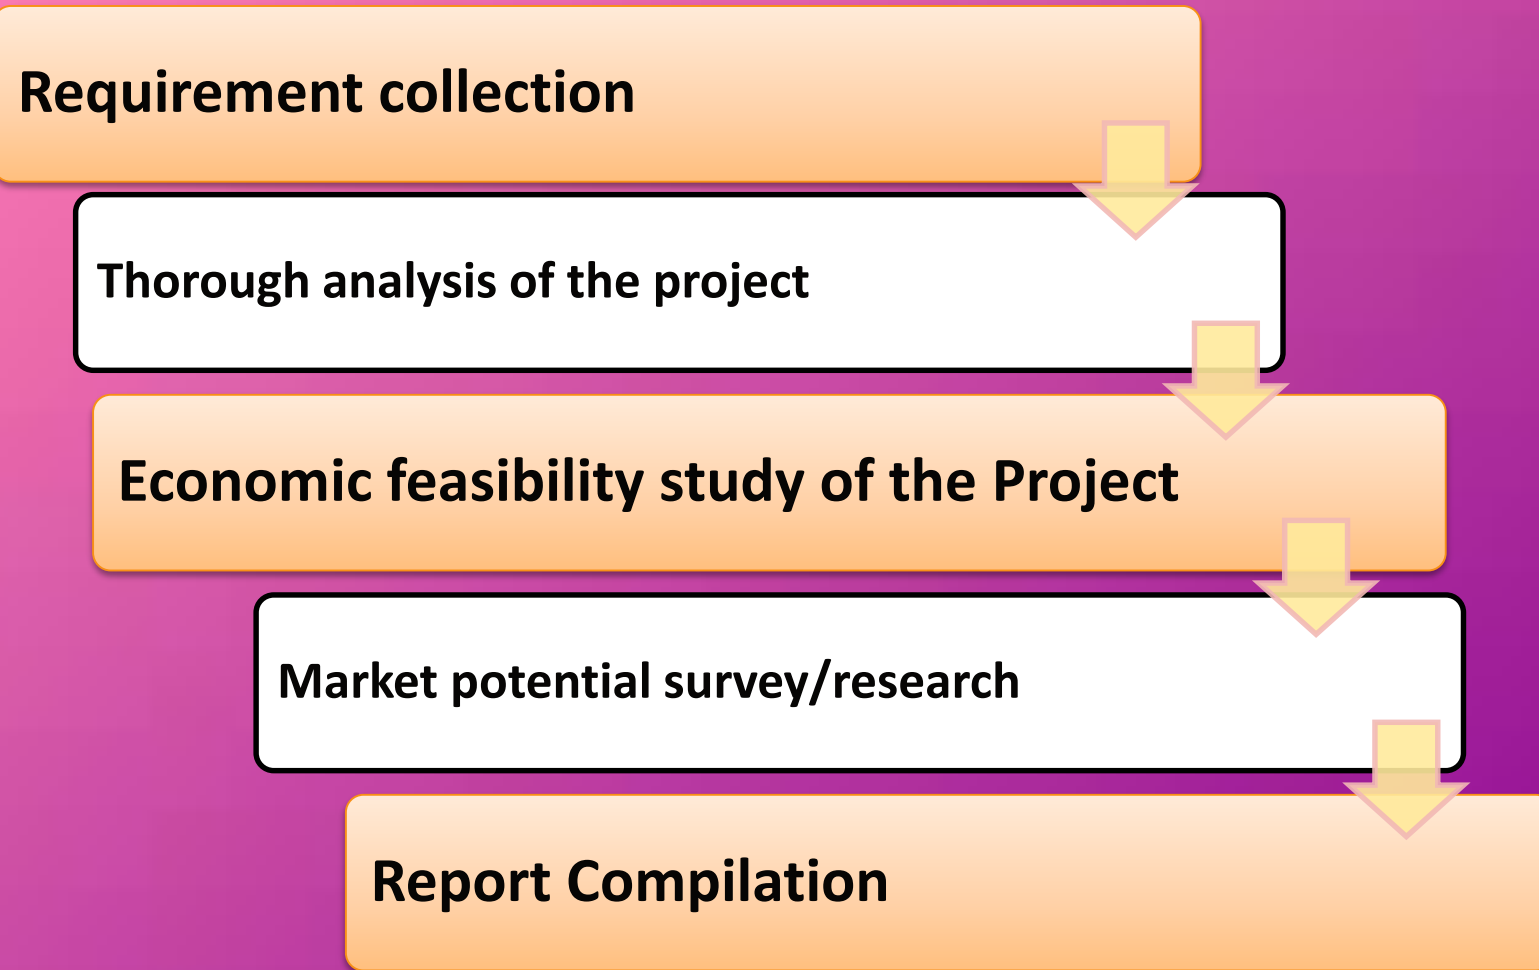 Requirement collection
Thorough analysis of the project
Economic feasibility study of the Project
Market potential survey/research
Report Compilation